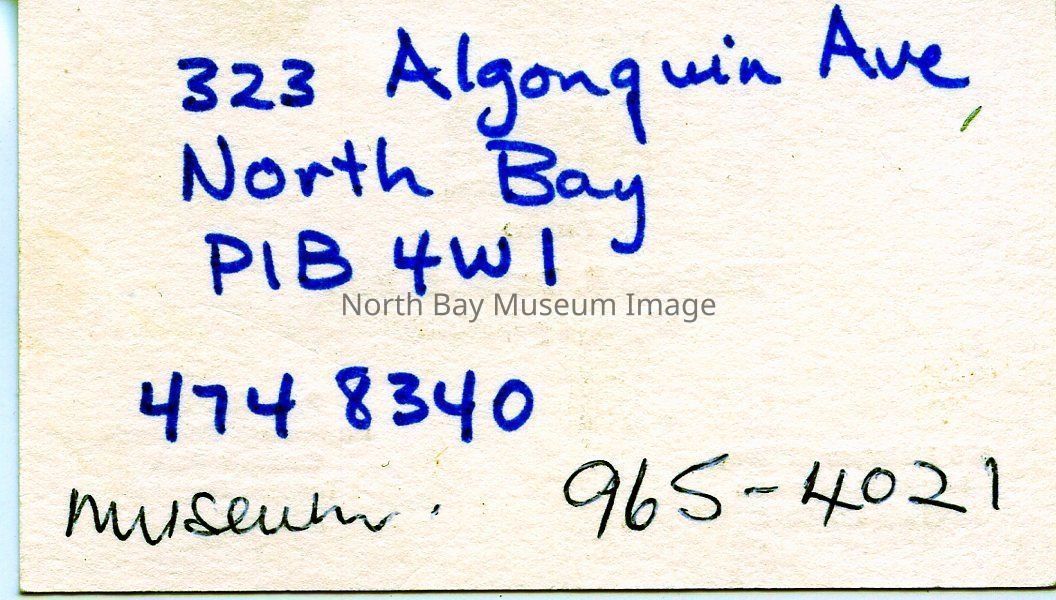 323 Algonquin Ave
North Bay
P1B 4W1
North Bay Museum Image
474 8340
museum. 965-4021